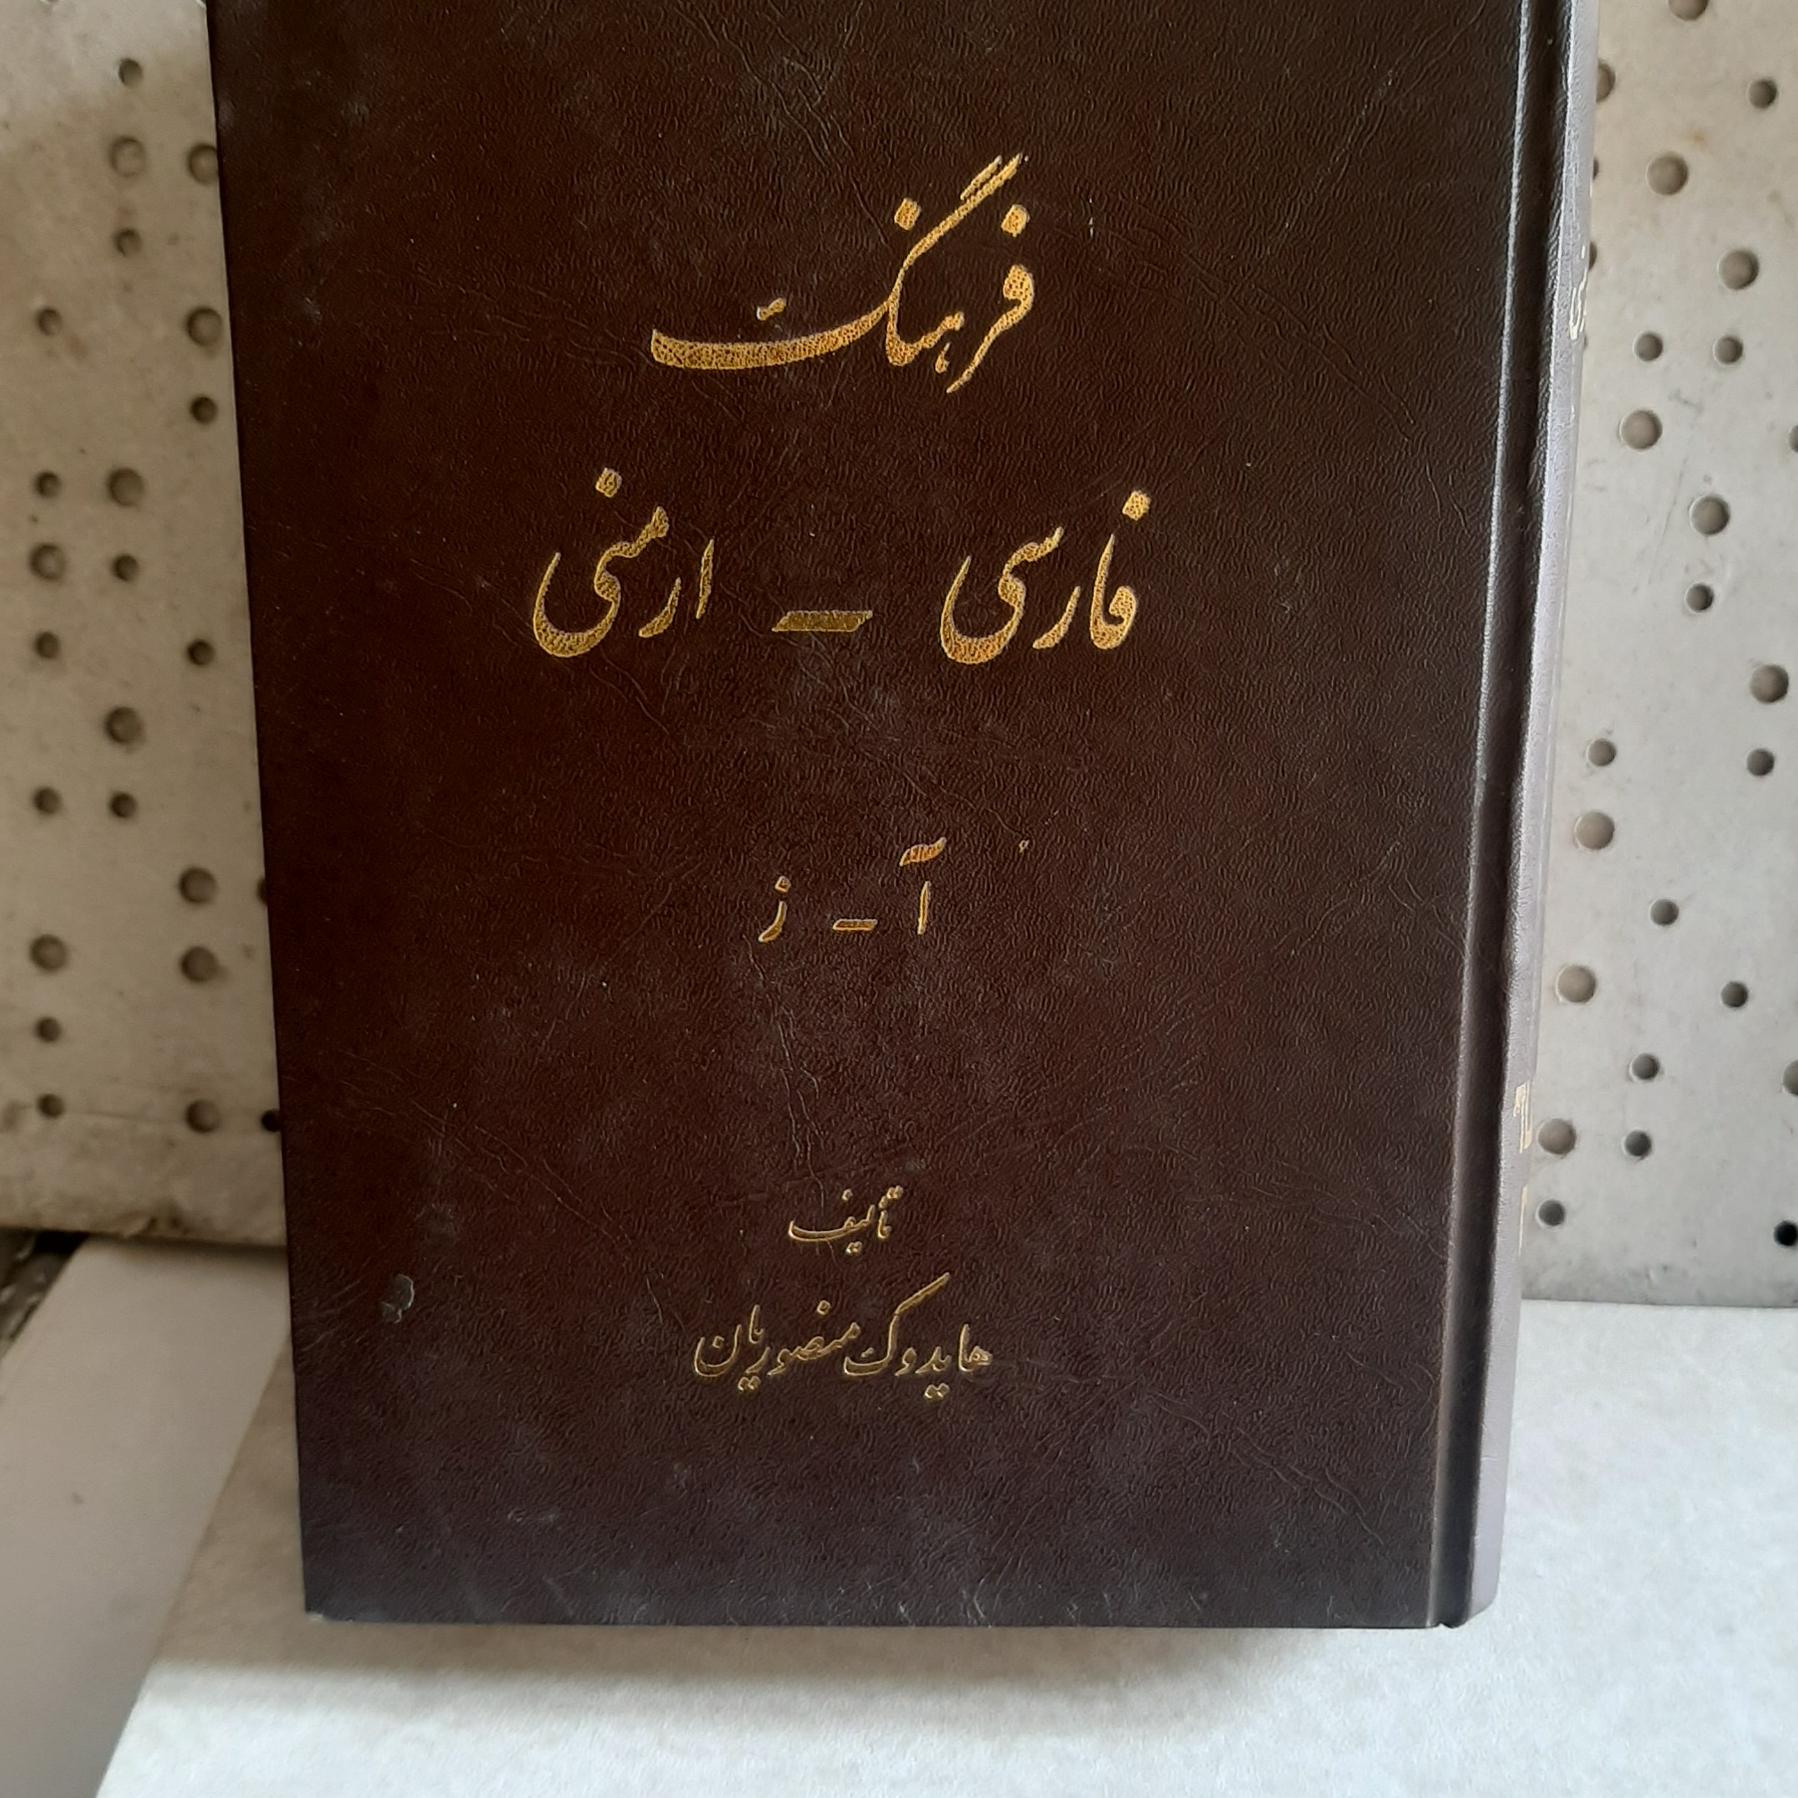 فرهنگ
فارسی – ارمنی
آ – ز
تألیف
هایدوک منصوریان